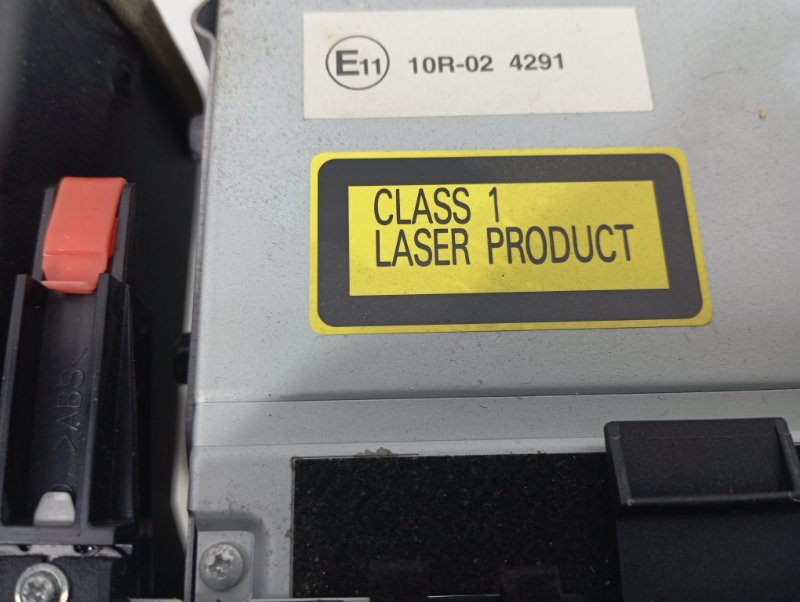 E11 10R-02 4291
CLASS 1
LASER PRODUCT
>ABS<